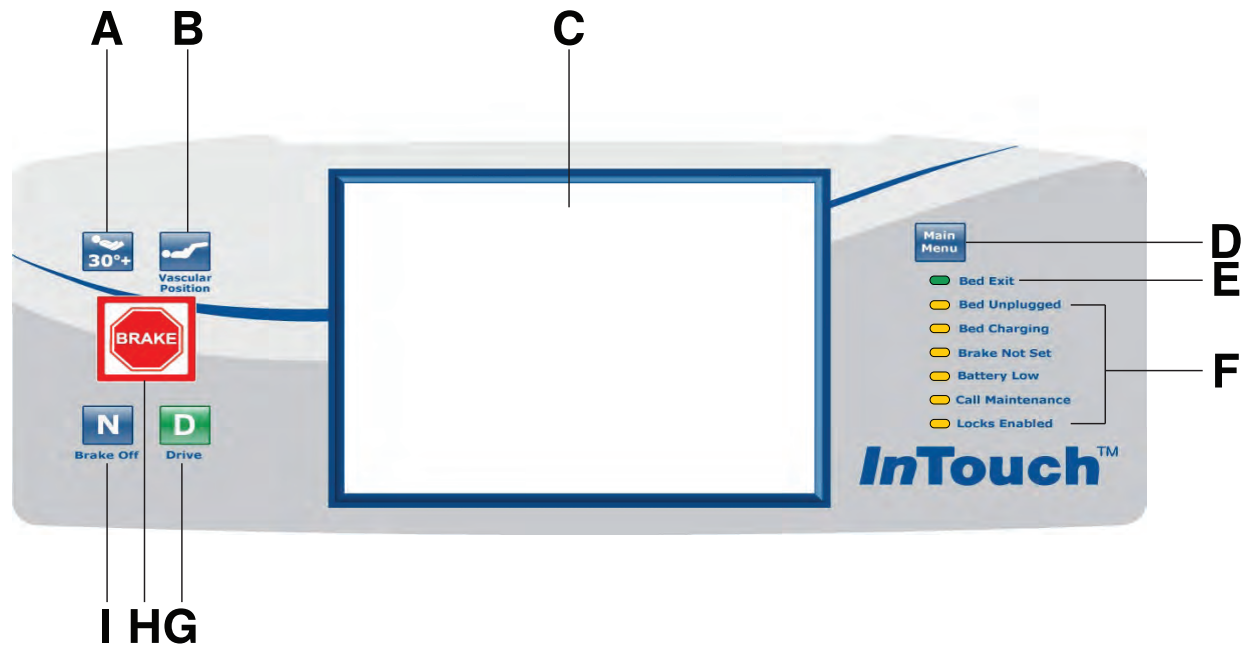 A
B
C
30°+
Vascular
Position
BRAKE
N
Brake Off
D
Drive
Main
Menu
D
Bed Exit
E
Bed Unplugged
Bed Charging
Brake Not Set
F
Battery Low
Call Maintenance
Locks Enabled
InTouch™
I
H
G